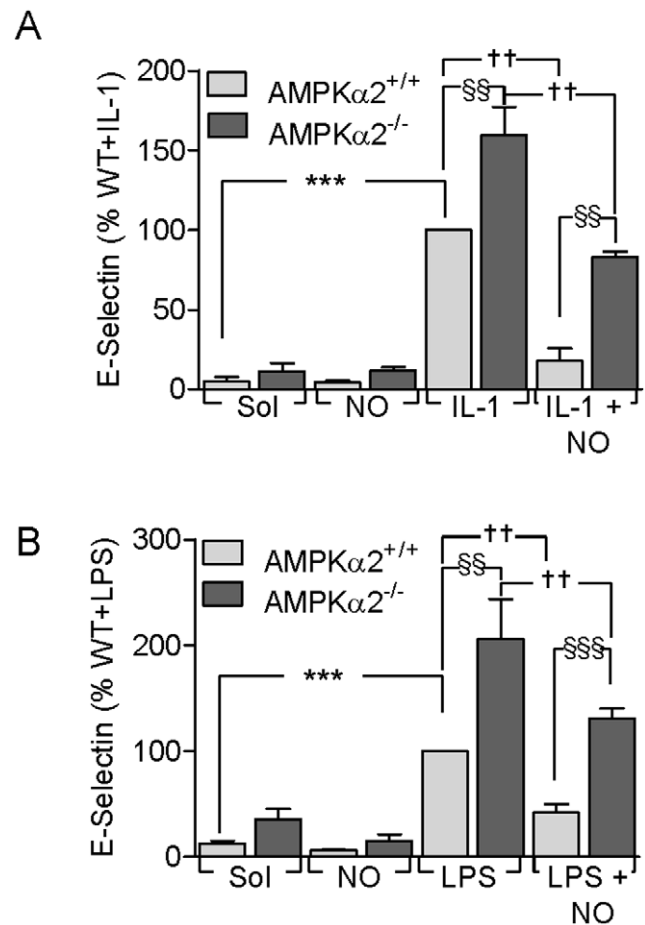 A
E-Selectin (% WT+IL-1)
200
150
100
50
0
AMPKα2+/+
AMPKα2-/-
***
††
§§
††
§§
Sol
NO
IL-1
IL-1 +
NO
B
E-Selectin (% WT+LPS)
300
200
100
0
AMPKα2+/+
AMPKα2-/-
***
††
§§
††
§§§
Sol
NO
LPS
LPS +
NO